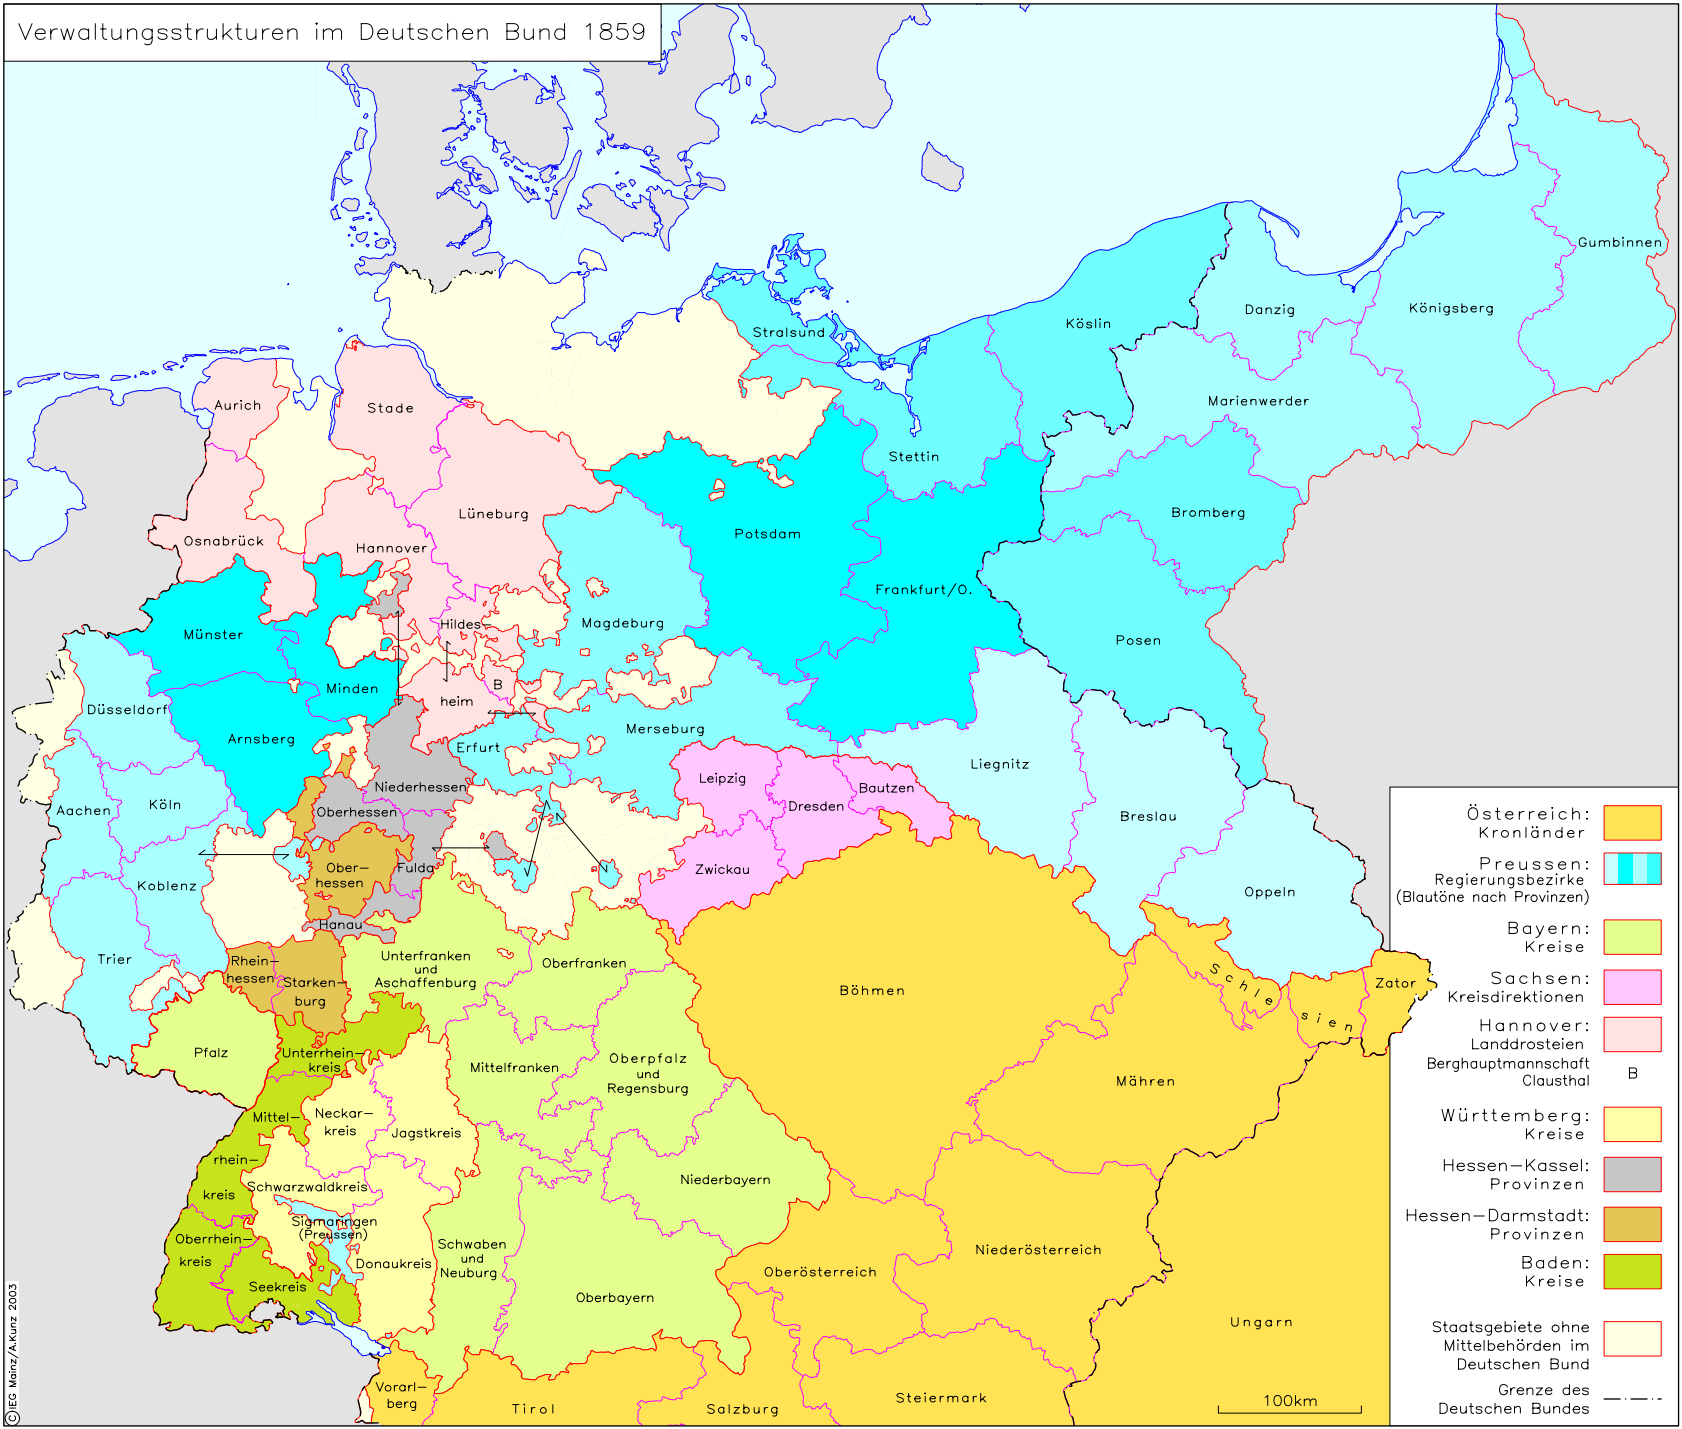 Verwaltungsstrukturen im Deutschen Bund 1859
Gumbinnen
Königsberg
Danzig
Köslin
Stralsund
Marienwerder
Aurich
Stade
Stettin
Bromberg
Lüneburg
Potsdam
Osnabrück
Hannover
Frankfurt/O.
Magdeburg
Hildes-
heim
B
Münster
Posen
Minden
Düsseldorf
Arnsberg
Erfurt
Merseburg
Liegnitz
Leipzig
Niederhessen
Bautzen
Dresden
Aachen
Köln
Oberhessen
Breslau
Zwickau
Ober-
hessen
Fulda
Koblenz
Oppeln
Hanau
Trier
Rhein-
hessen
Starken-
burg
Unterfranken
und
Aschaffenburg
Oberfranken
Böhmen
Schle
sien
Zator
Pfalz
Unterrhein-
kreis
Mittelfranken
Oberpfalz
und
Regensburg
Mähren
Mittel-
rhein-
kreis
Neckar-
kreis
Jagstkreis
Schwarzwaldkreis
Niederbayern
Sigmaringen
(Preussen)
Oberrhein-
kreis
Donaukreis
Schwaben
und
Neuburg
Seekreis
Oberbayern
Oberösterreich
Niederösterreich
Ungarn
Vorarl-
berg
Tirol
Salzburg
Steiermark
100km
Österreich:
Kronländer
Preussen:
Regierungsbezirke
(Blautöne nach Provinzen)
Bayern:
Kreise
Sachsen:
Kreisdirektionen
Hannover:
Landdrosteien
Berghauptmannschaft
Clausthal
B
Württemberg:
Kreise
Hessen-Kassel:
Provinzen
Hessen-Darmstadt:
Provinzen
Baden:
Kreise
Staatsgebiete ohne
Mittelbehörden im
Deutschen Bund
Grenze des
Deutschen Bundes
©IEG Mainz/A.Kunz 2003